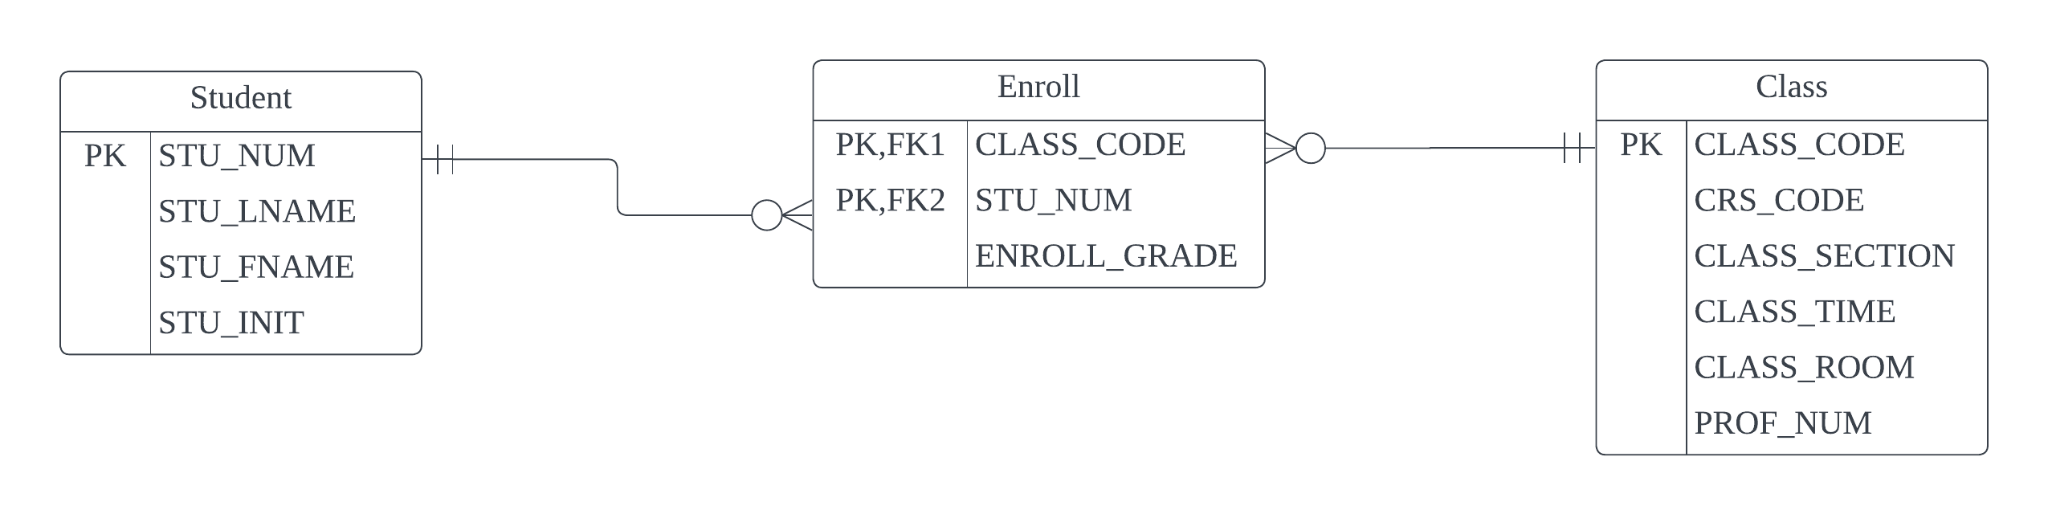 Student
PK STU_NUM
STU_LNAME
STU_FNAME
STU_INIT
Enroll
PK,FK1 CLASS_CODE
PK,FK2 STU_NUM
ENROLL_GRADE
Class
PK CLASS_CODE
CRS_CODE
CLASS_SECTION
CLASS_TIME
CLASS_ROOM
PROF_NUM